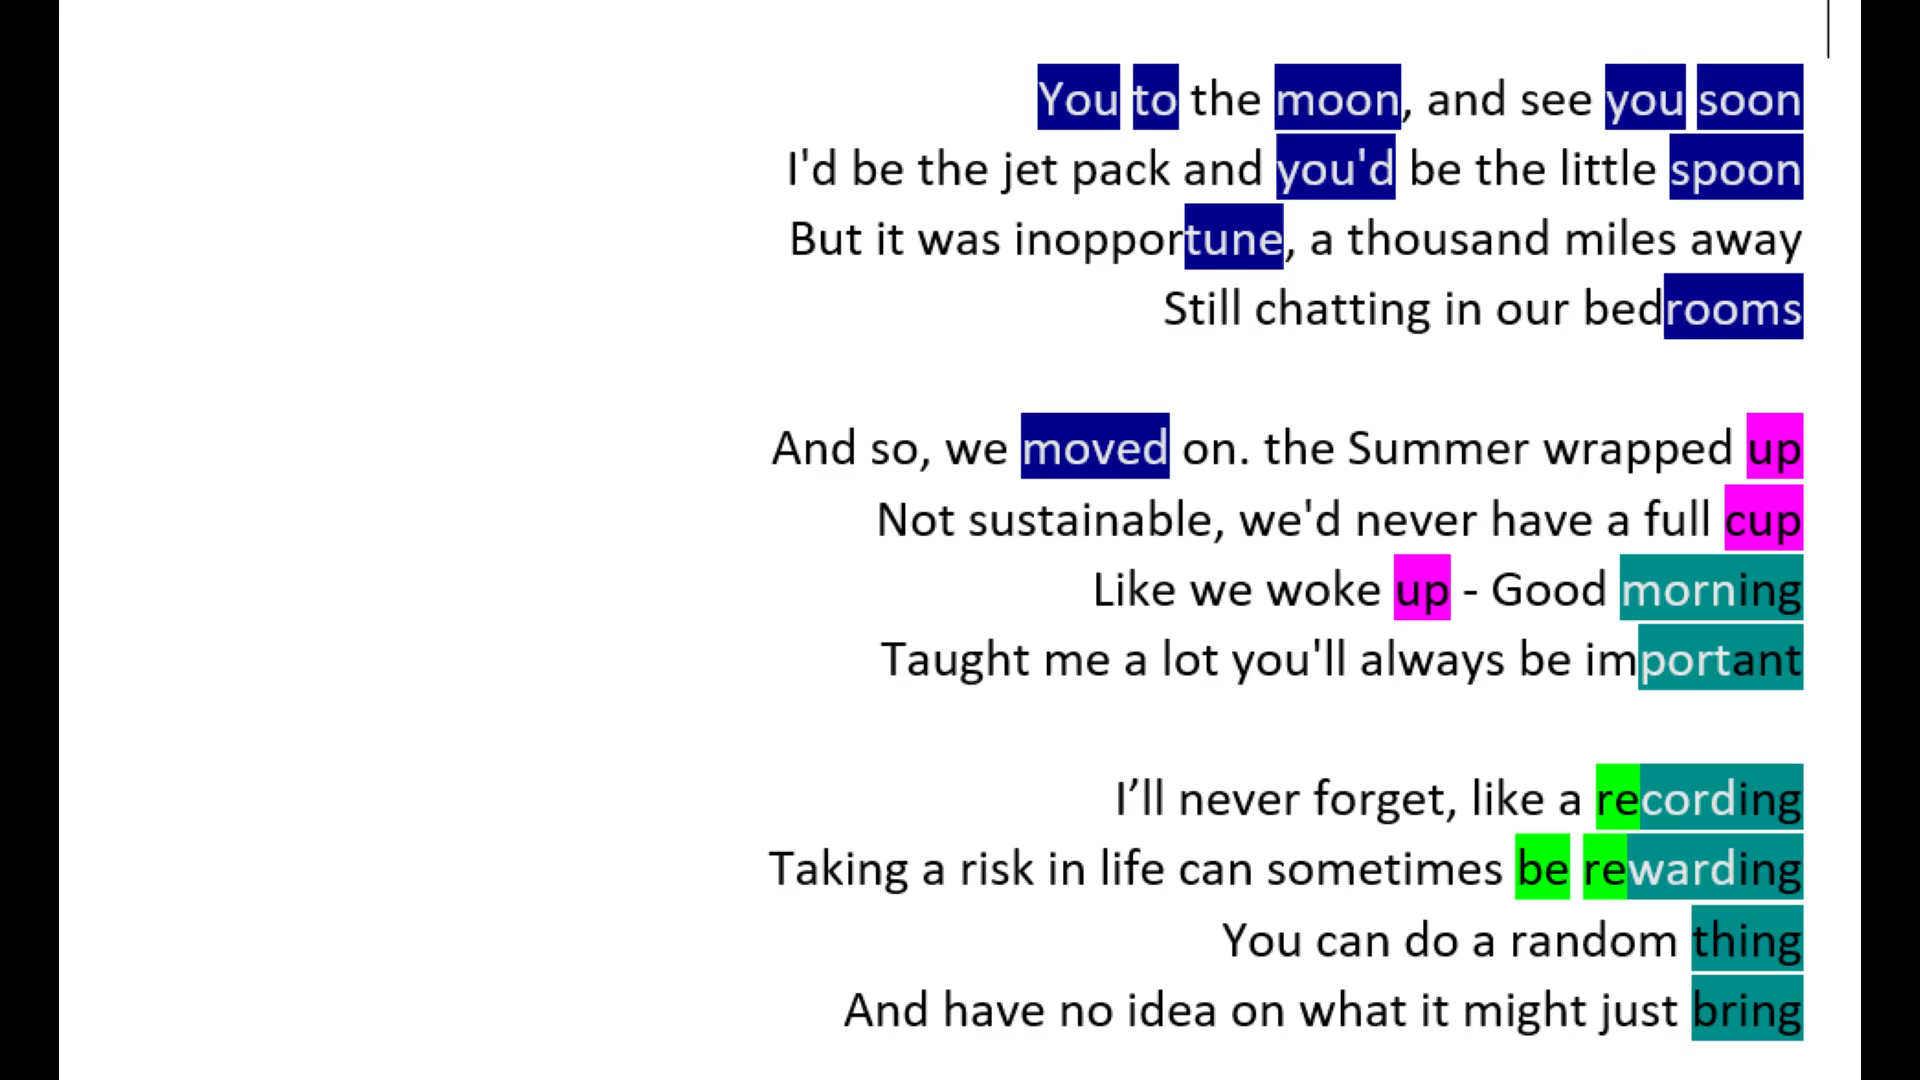 You to the moon, and see you soon
I'd be the jet pack and you'd be the little spoon
But it was inopportune, a thousand miles away
Still chatting in our bedrooms
And so, we moved on. the Summer wrapped up
Not sustainable, we'd never have a full cup
Like we woke up - Good morning
Taught me a lot you'll always be important
I’ll never forget, like a recording
Taking a risk in life can sometimes be rewarding
You can do a random thing
And have no idea on what it might just bring